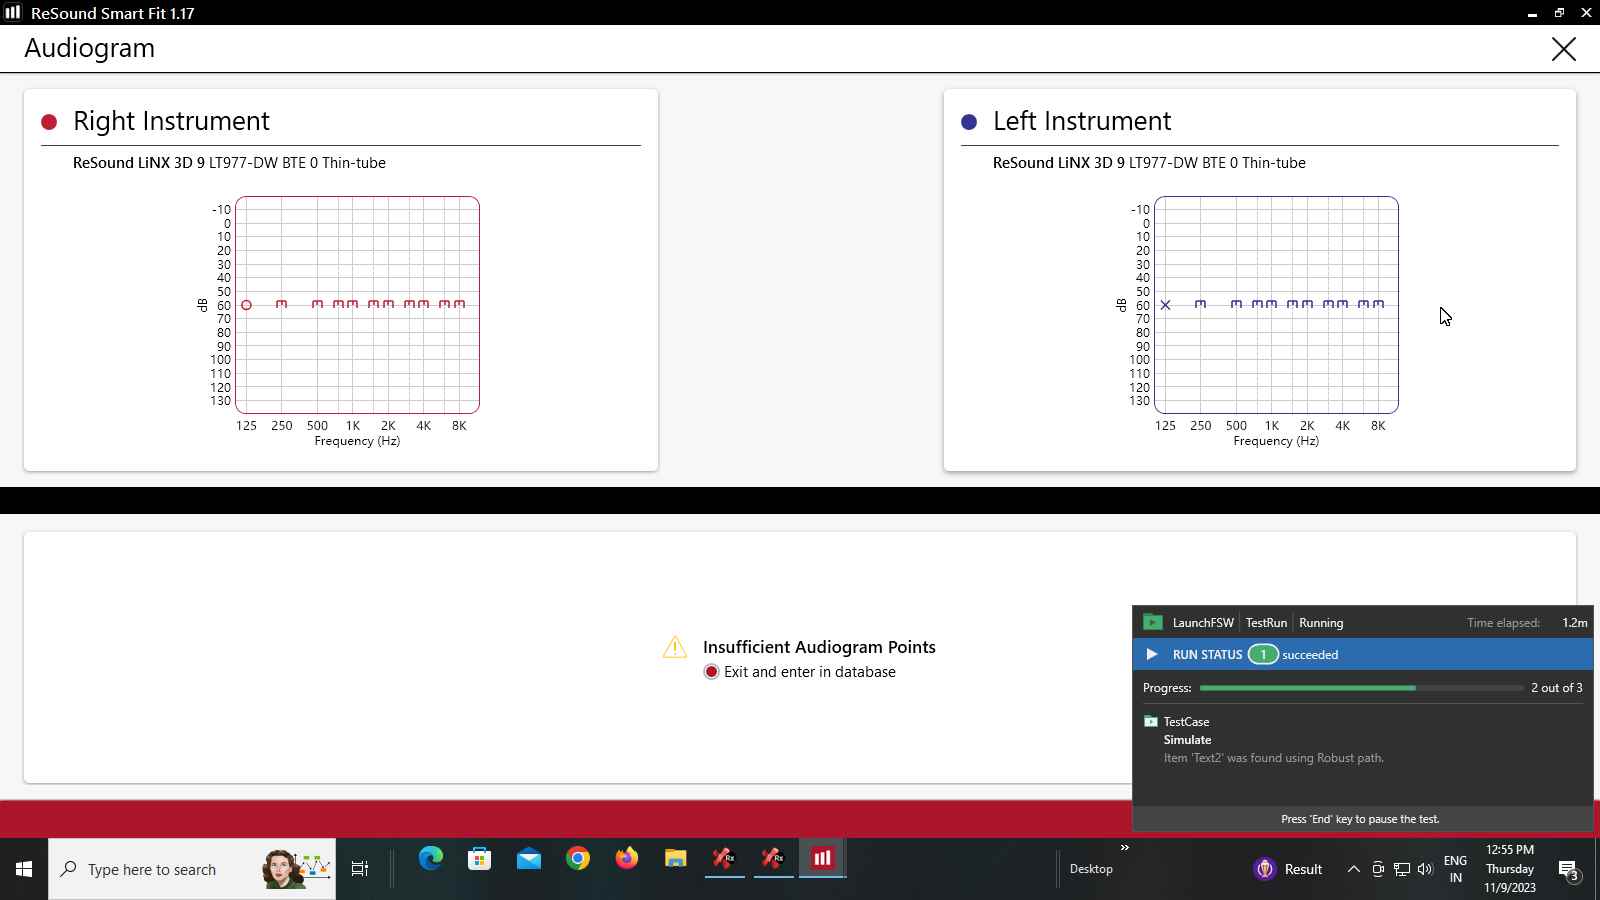 ReSound Smart Fit 1.17
Audiogram
Right Instrument
ReSound LiNX 3D 9 LT977-DW BTE 0 Thin-tube
-10
0
10
20
30
40
50
60
70
80
90
100
110
120
130
dB
125 250 500 1K 2K 4K 8K
Frequency (Hz)
Left Instrument
ReSound LiNX 3D 9 LT977-DW BTE 0 Thin-tube
-10
0
10
20
30
40
50
60
70
80
90
100
110
120
130
dB
125 250 500 1K 2K 4K 8K
Frequency (Hz)
Insufficient Audiogram Points
Exit and enter in database
LaunchFSW TestRun Running Time elapsed: 1.2m
RUN STATUS 1 succeeded
Progress: 2 out of 3
TestCase
Simulate
Item 'Text2' was found using Robust path.
Press 'End' key to pause the test.
Type here to search
Rx
Rx
Desktop
»
Result
ENG
IN
12:55 PM
Thursday
11/9/2023
3